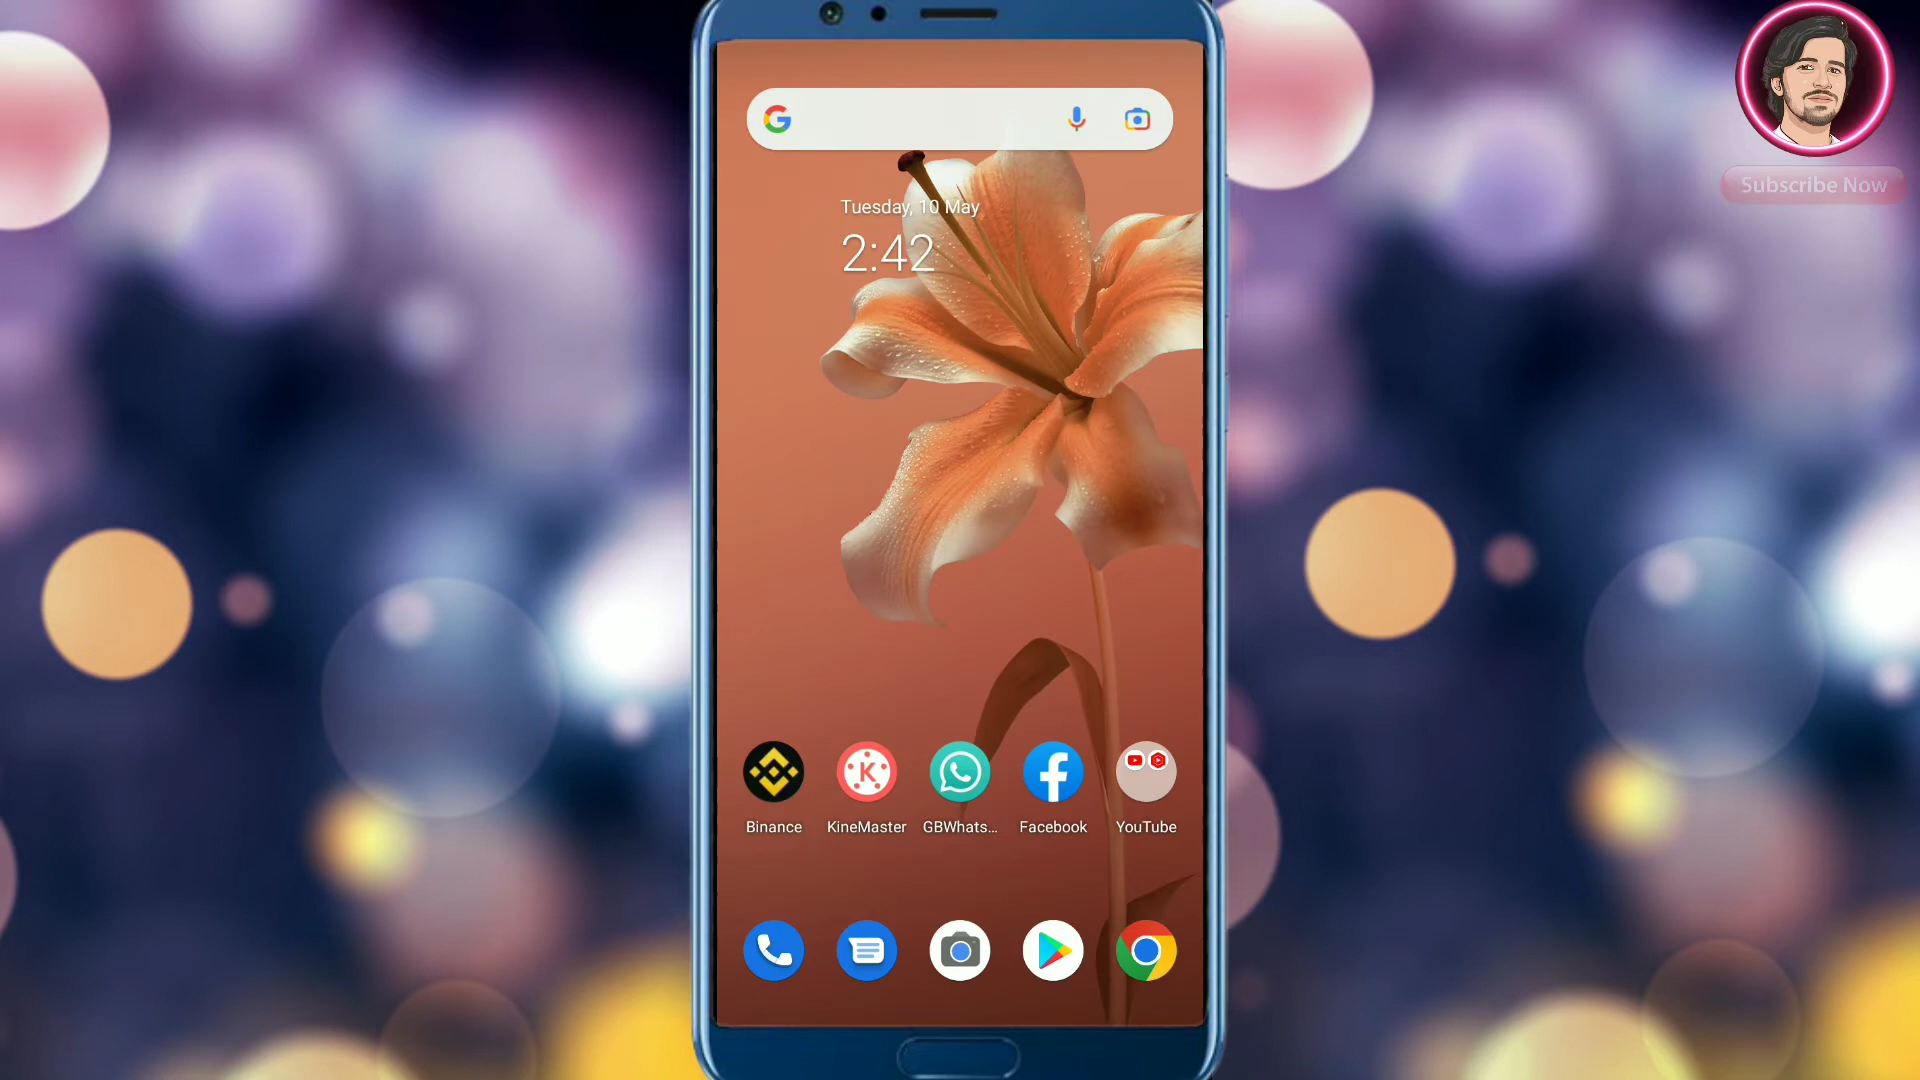 Subscribe Now
Tuesday, 10 May
2:42
Binance
KineMaster
GBWhats...
Facebook
YouTube